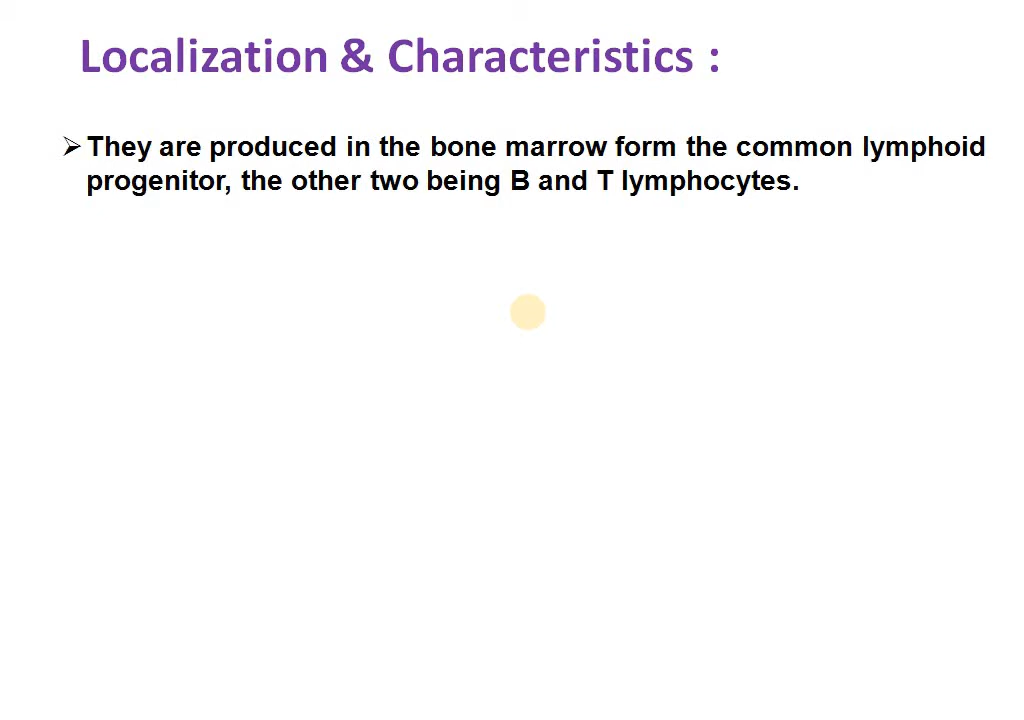 Localization & Characteristics :
➢ They are produced in the bone marrow form the common lymphoid
progenitor, the other two being B and T lymphocytes.